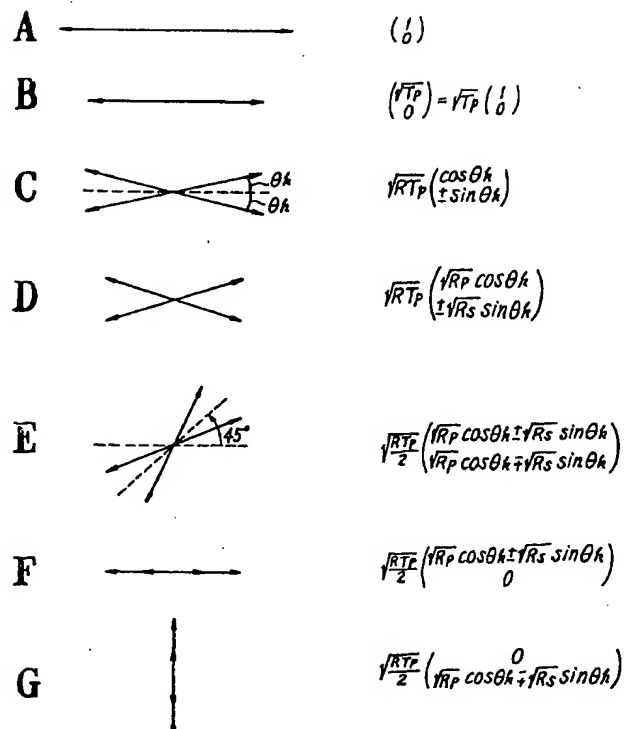 A (1 0)
B (√Tp 0) = √Tp (1 0)
C θk θk √RTp (cosθk ±sinθk)
D √RTp (√Rp cosθk ±√Rs sinθk)
E 45° √RTp/2 (√Rp cosθk±√Rs sinθk √Rp cosθk∓√Rs sinθk)
F √RTp/2 (√Rp cosθk±√Rs sinθk 0)
G √RTp/2 (0 √Rp cosθk∓√Rs sinθk)